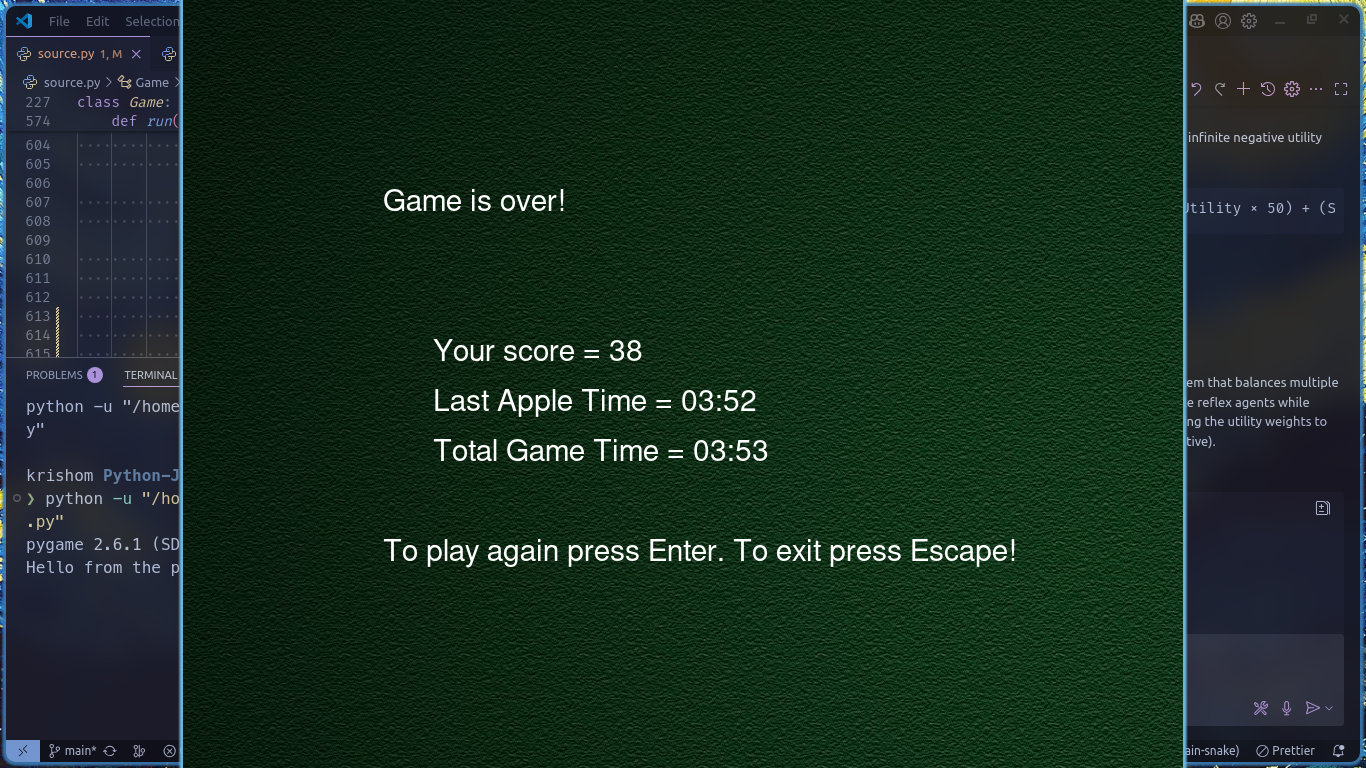 File Edit Selection
source.py 1, M
source.py > Game >
227 class Game:
574 def run(
604
605
606
607
608
609
610
611
612
613
614
615
PROBLEMS 1 TERMINAL
python -u "/home
y"
krishom Python-J
❯ python -u "/ho
.py"
pygame 2.6.1 (SD
Hello from the p
main*
Game is over!
Your score = 38
Last Apple Time = 03:52
Total Game Time = 03:53
To play again press Enter. To exit press Escape!
infinite negative utility
Utility × 50) + (S
em that balances multiple
e reflex agents while
ng the utility weights to
tive).
ain-snake) Prettier